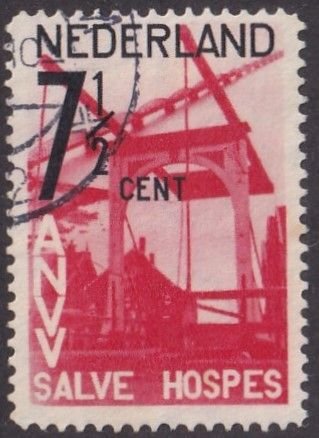 NEDERLAND
7 1/2
CENT
ANVV
SALVE HOSPES